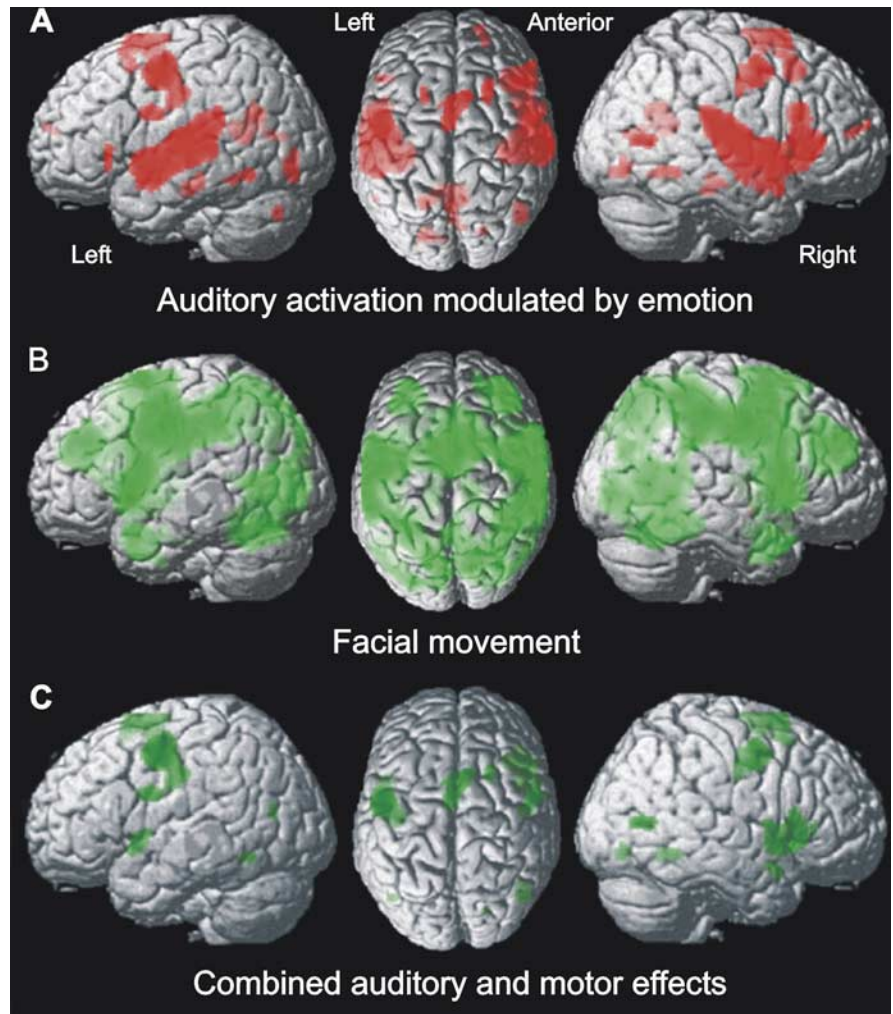 A
Left
Anterior
Left
Right
Auditory activation modulated by emotion
B
Facial movement
C
Combined auditory and motor effects